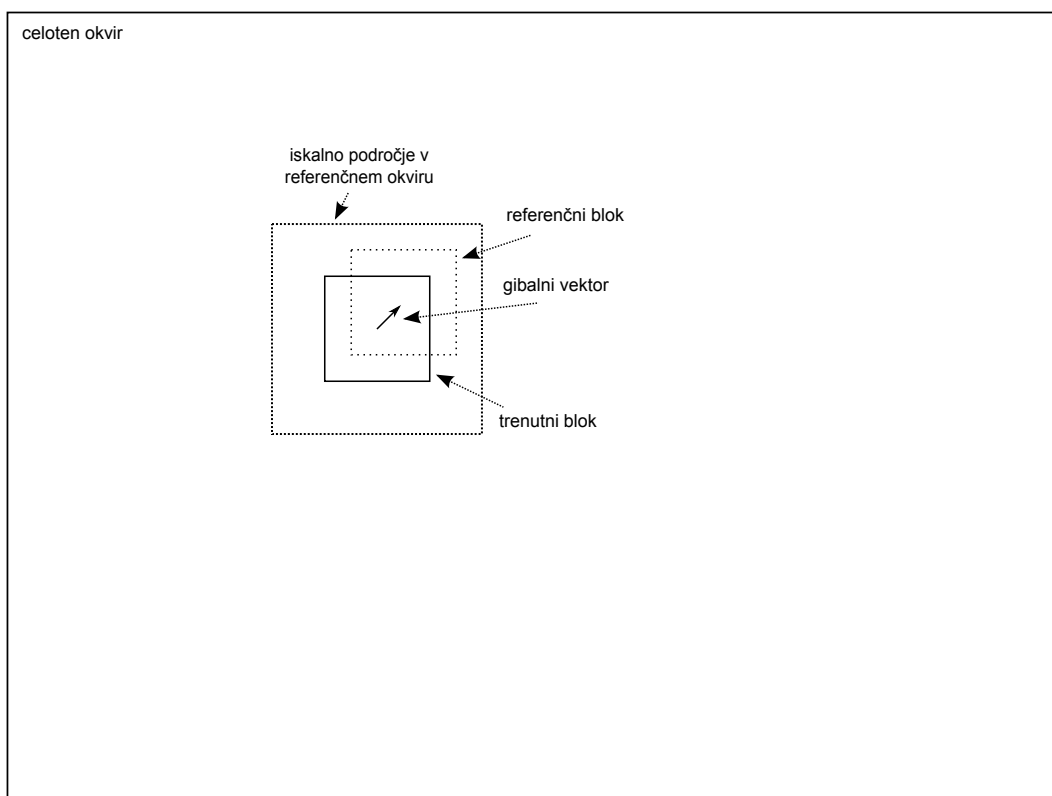 celoten okvir
iskalno področje v
referenčnem okviru
referenčni blok
gibalni vektor
trenutni blok